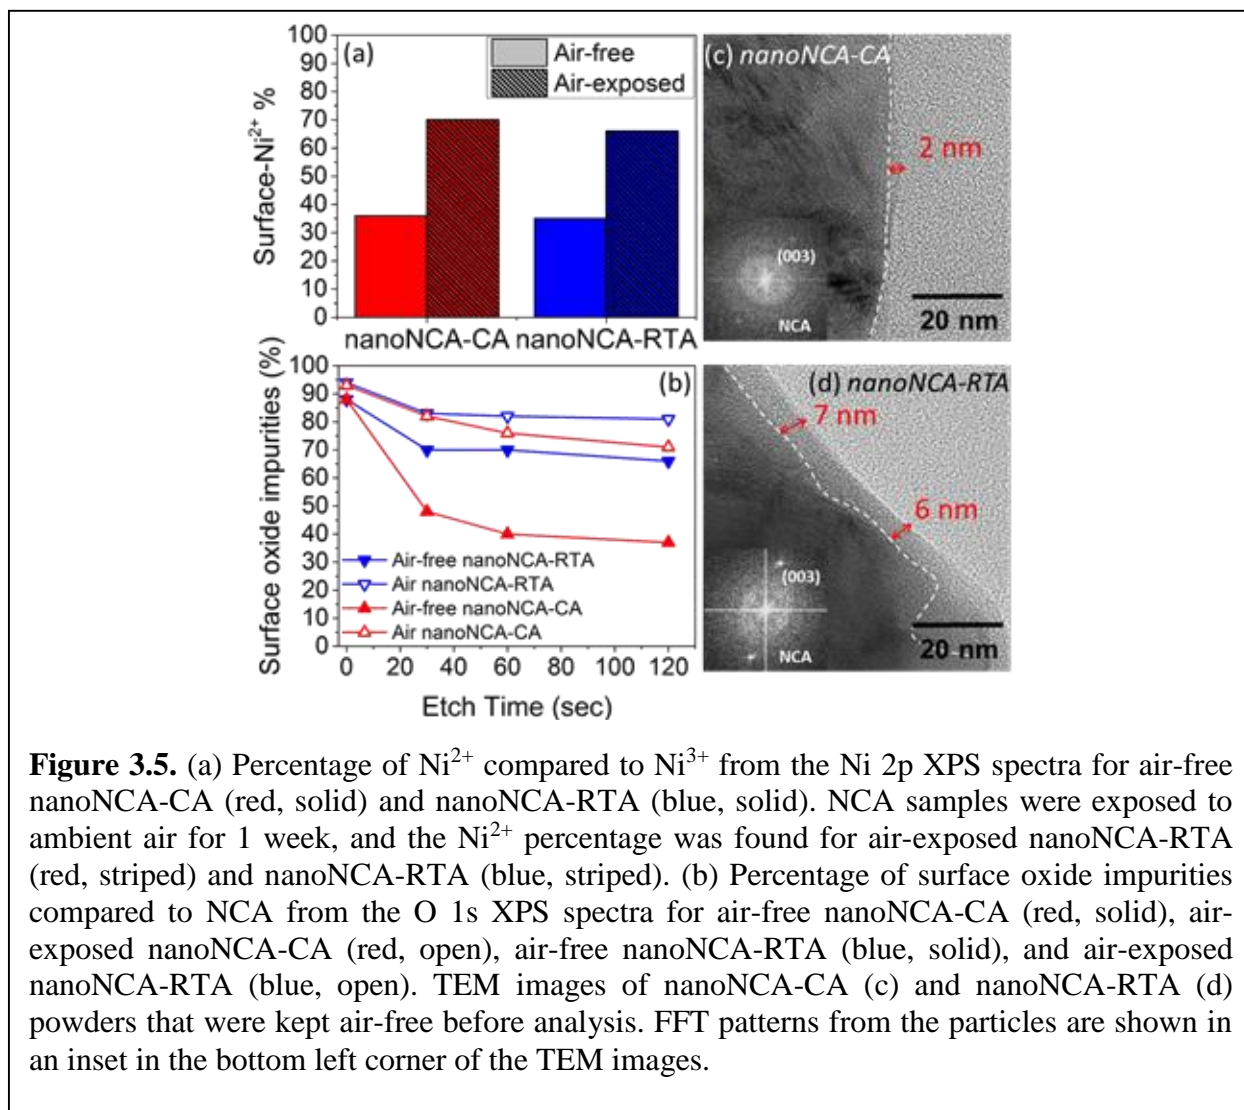 100
90
80
70
60
50
40
30
20
10
0
Surface-Ni²⁺ %
(a)
Air-free
Air-exposed
nanoNCA-CA nanoNCA-RTA
(c) nanoNCA-CA
2 nm
(003)
NCA
20 nm
100
90
80
70
60
50
40
30
20
10
0
Surface oxide impurities (%)
(b)
Air-free nanoNCA-RTA
Air nanoNCA-RTA
Air-free nanoNCA-CA
Air nanoNCA-CA
0 20 40 60 80 100 120
Etch Time (sec)
(d) nanoNCA-RTA
7 nm
6 nm
(003)
NCA
20 nm
Figure 3.5. (a) Percentage of Ni²⁺ compared to Ni³⁺ from the Ni 2p XPS spectra for air-free
nanoNCA-CA (red, solid) and nanoNCA-RTA (blue, solid). NCA samples were exposed to
ambient air for 1 week, and the Ni²⁺ percentage was found for air-exposed nanoNCA-RTA
(red, striped) and nanoNCA-RTA (blue, striped). (b) Percentage of surface oxide impurities
compared to NCA from the O 1s XPS spectra for air-free nanoNCA-CA (red, solid), air-
exposed nanoNCA-CA (red, open), air-free nanoNCA-RTA (blue, solid), and air-exposed
nanoNCA-RTA (blue, open). TEM images of nanoNCA-CA (c) and nanoNCA-RTA (d)
powders that were kept air-free before analysis. FFT patterns from the particles are shown in
an inset in the bottom left corner of the TEM images.